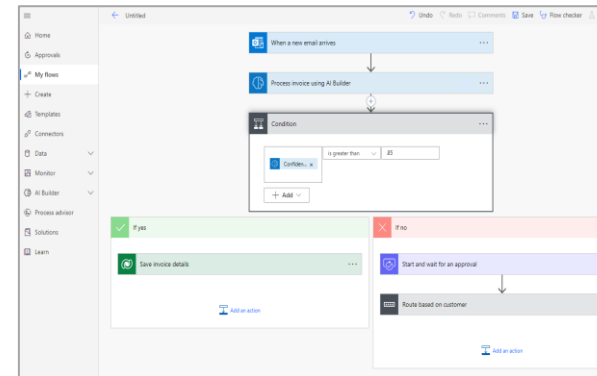 Untitled
Undo Redo Comments Save Flow checker
Home
Approvals
My flows
Create
Templates
Connectors
Data
Monitor
AI Builder
Process advisor
Solutions
Learn
When a new email arrives
Process invoice using AI Builder
Condition
Confiden... x
is greater than
Add
If yes
Save invoice details
Add an action
If no
Start and wait for an approval
Route based on customer
Add an action